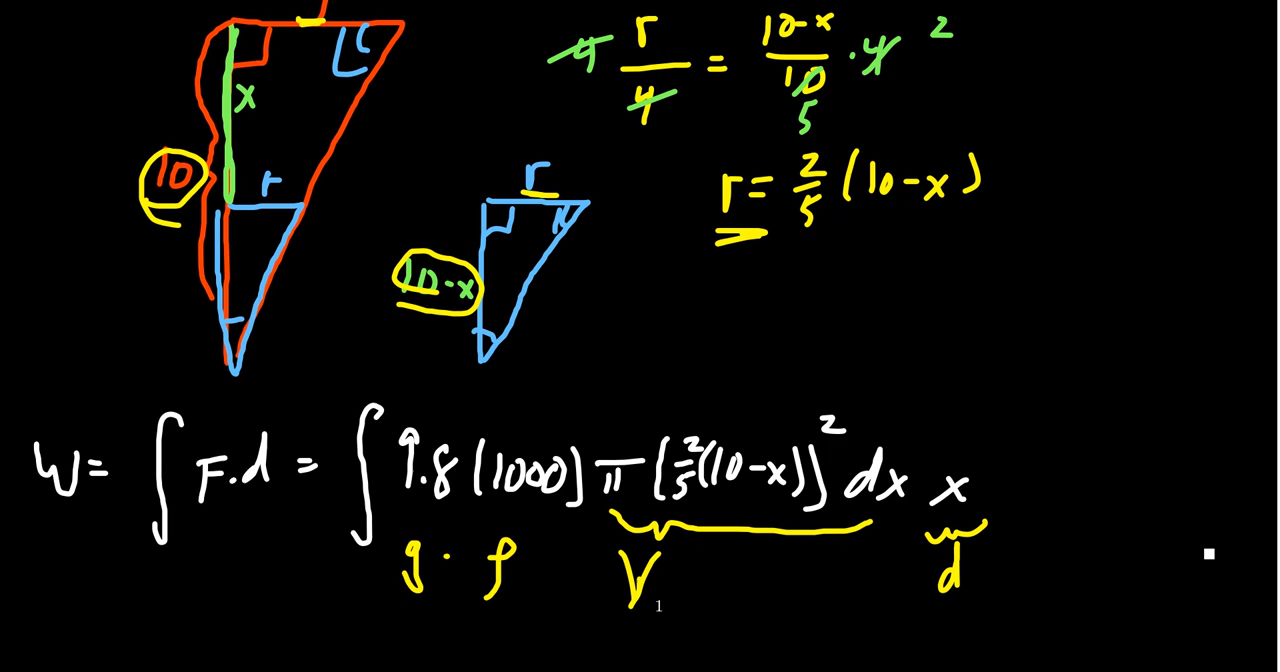 r/4 = (10-x)/10 · 4 2
4
5
x
10
r
r
10-x
r = 2/5 (10-x)
W = ∫ F.d = ∫ 9.8 (1000) π (2/5 (10-x))² dx x
g · ρ V d
1